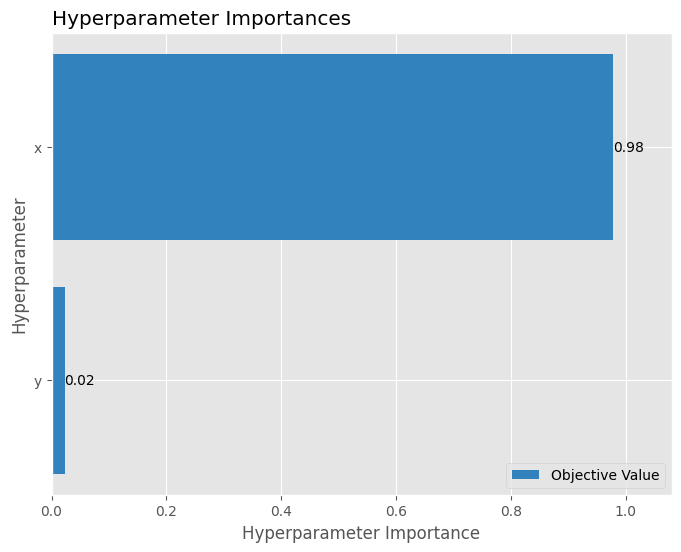 Hyperparameter Importances
Hyperparameter
x
0.98
y
0.02
Objective Value
0.0 0.2 0.4 0.6 0.8 1.0
Hyperparameter Importance